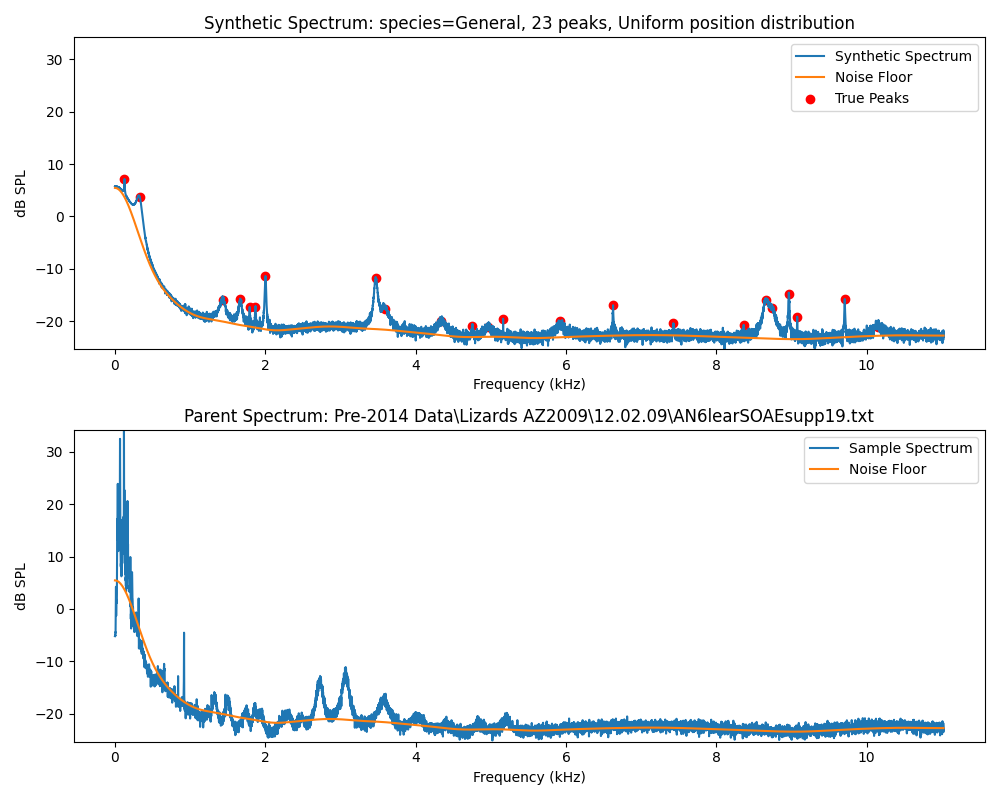 Synthetic Spectrum: species=General, 23 peaks, Uniform position distribution
30
20
10
0
−10
−20
dB SPL
Synthetic Spectrum
Noise Floor
True Peaks
0 2 4 6 8 10
Frequency (kHz)
Parent Spectrum: Pre-2014 Data\Lizards AZ2009\12.02.09\AN6learSOAEsupp19.txt
30
20
10
0
−10
−20
dB SPL
Sample Spectrum
Noise Floor
0 2 4 6 8 10
Frequency (kHz)